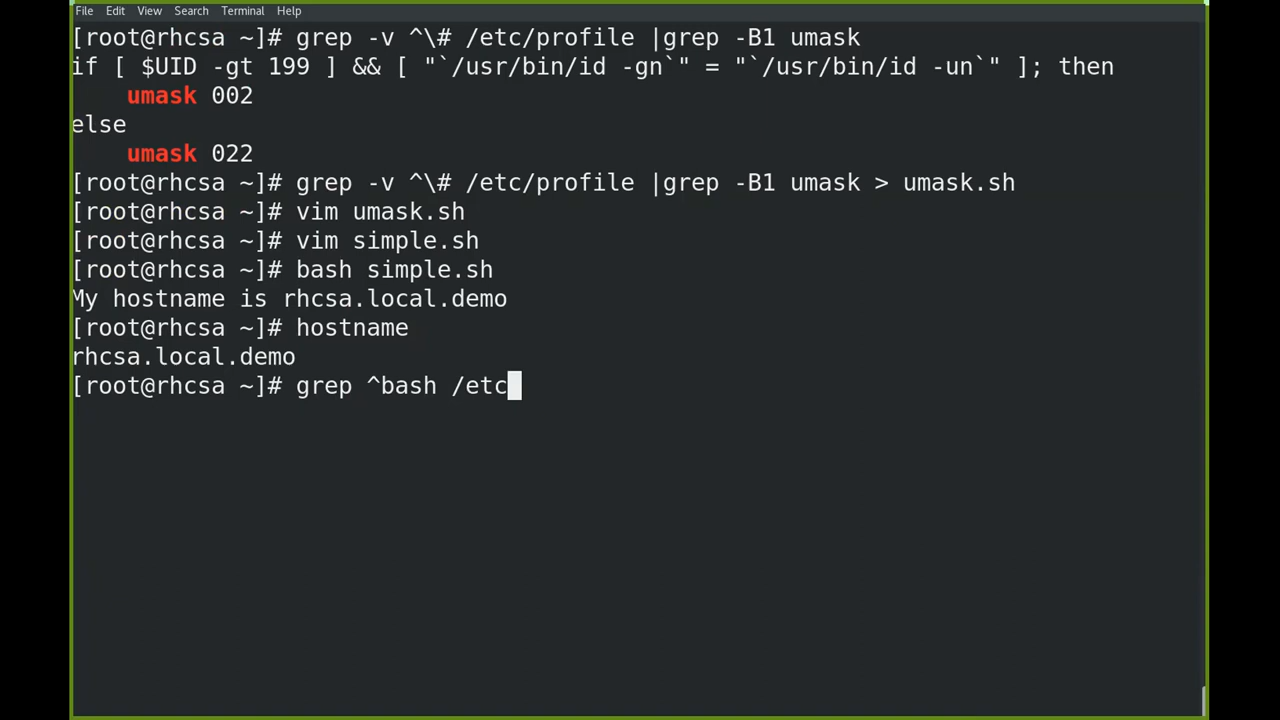 File Edit View Search Terminal Help
[root@rhcsa ~]# grep -v ^\# /etc/profile |grep -B1 umask
if [ $UID -gt 199 ] && [ "`/usr/bin/id -gn`" = "`/usr/bin/id -un`" ]; then
    umask 002
else
    umask 022
[root@rhcsa ~]# grep -v ^\# /etc/profile |grep -B1 umask > umask.sh
[root@rhcsa ~]# vim umask.sh
[root@rhcsa ~]# vim simple.sh
[root@rhcsa ~]# bash simple.sh
My hostname is rhcsa.local.demo
[root@rhcsa ~]# hostname
rhcsa.local.demo
[root@rhcsa ~]# grep ^bash /etc